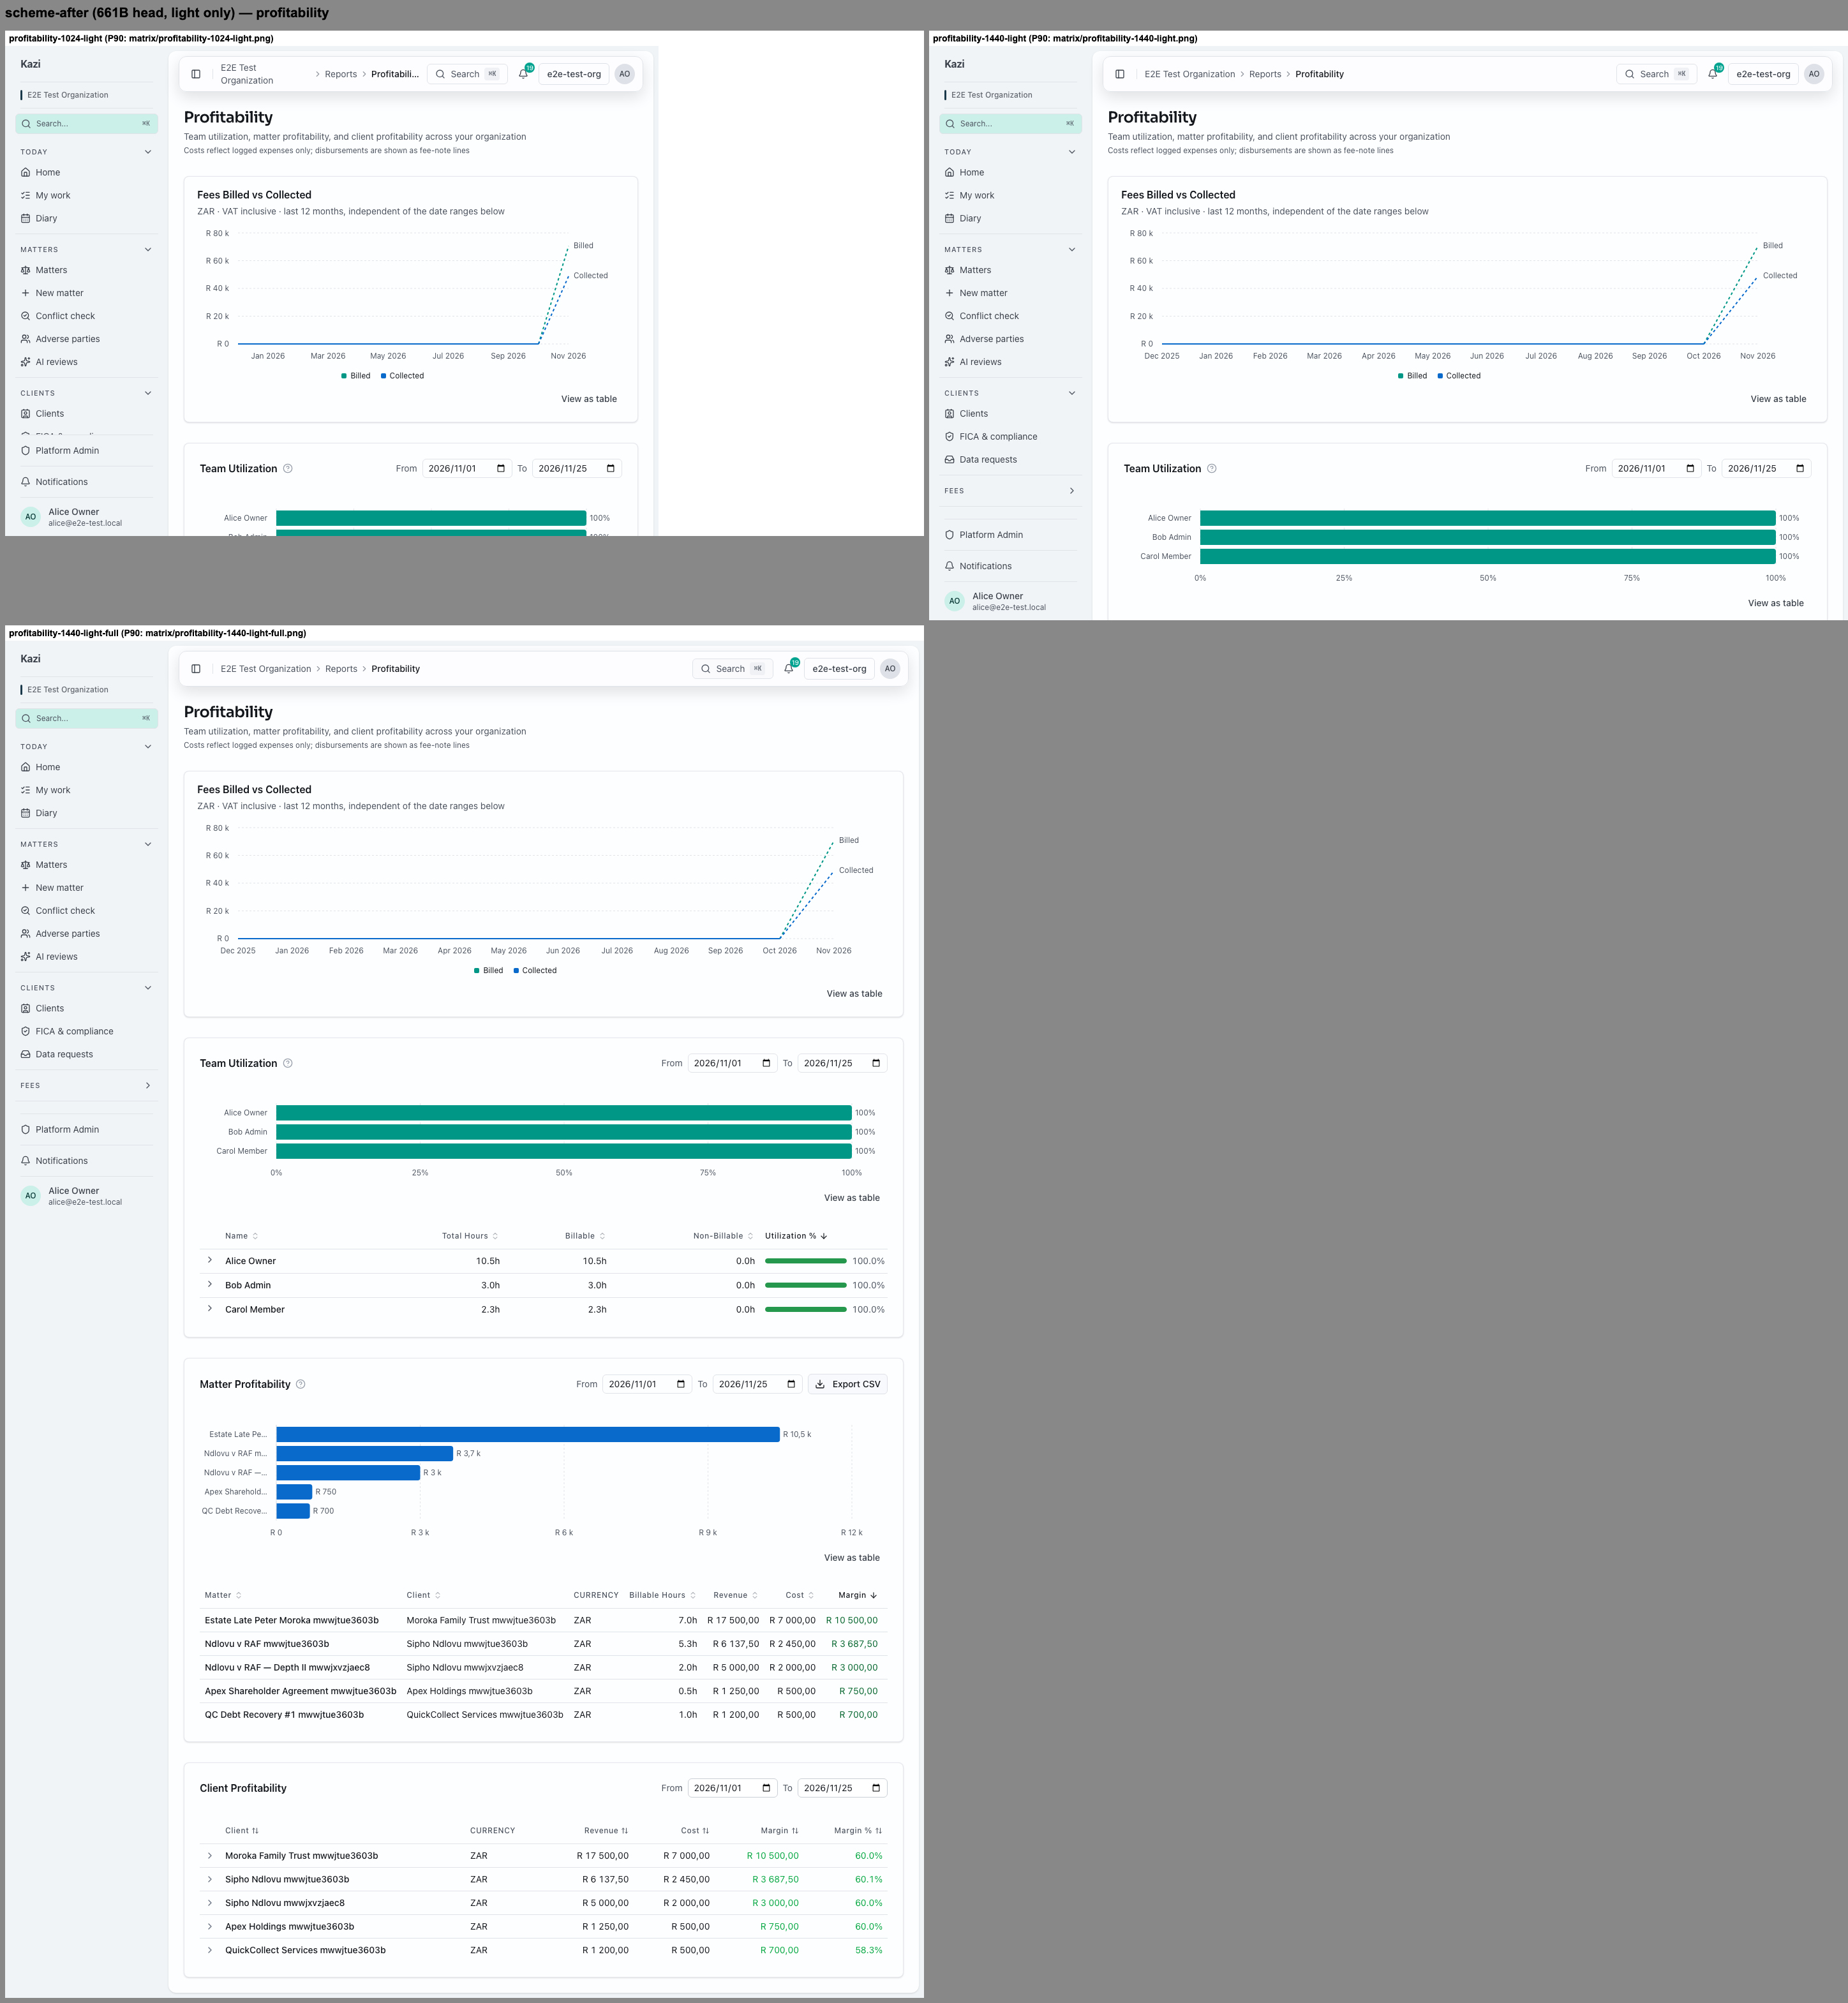 scheme-after (661B head, light only) — profitability
profitability-1024-light (P90: matrix/profitability-1024-light.png)
Kazi
E2E Test Organization
Search... ⌘K
TODAY
Home
My work
Diary
MATTERS
Matters
New matter
Conflict check
Adverse parties
AI reviews
CLIENTS
Clients
Platform Admin
Notifications
AO Alice Owner
alice@e2e-test.local
E2E Test Organization > Reports > Profitabili... Search ⌘K 19 e2e-test-org AO
Profitability
Team utilization, matter profitability, and client profitability across your organization
Costs reflect logged expenses only; disbursements are shown as fee-note lines
Fees Billed vs Collected
ZAR · VAT inclusive · last 12 months, independent of the date ranges below
R 80 k
R 60 k
R 40 k
R 20 k
R 0
Billed
Collected
Jan 2026 Mar 2026 May 2026 Jul 2026 Sep 2026 Nov 2026
Billed Collected
View as table
Team Utilization From 2026/11/01 To 2026/11/25
Alice Owner 100%
profitability-1440-light (P90: matrix/profitability-1440-light.png)
Kazi
E2E Test Organization
Search... ⌘K
TODAY
Home
My work
Diary
MATTERS
Matters
New matter
Conflict check
Adverse parties
AI reviews
CLIENTS
Clients
FICA & compliance
Data requests
FEES
Platform Admin
Notifications
AO Alice Owner
alice@e2e-test.local
E2E Test Organization > Reports > Profitability Search ⌘K 19 e2e-test-org AO
Profitability
Team utilization, matter profitability, and client profitability across your organization
Costs reflect logged expenses only; disbursements are shown as fee-note lines
Fees Billed vs Collected
ZAR · VAT inclusive · last 12 months, independent of the date ranges below
R 80 k
R 60 k
R 40 k
R 20 k
R 0
Billed
Collected
Dec 2025 Jan 2026 Feb 2026 Mar 2026 Apr 2026 May 2026 Jun 2026 Jul 2026 Aug 2026 Sep 2026 Oct 2026 Nov 2026
Billed Collected
View as table
Team Utilization From 2026/11/01 To 2026/11/25
Alice Owner 100%
Bob Admin 100%
Carol Member 100%
0% 25% 50% 75% 100%
View as table
profitability-1440-light-full (P90: matrix/profitability-1440-light-full.png)
Kazi
E2E Test Organization
Search... ⌘K
TODAY
Home
My work
Diary
MATTERS
Matters
New matter
Conflict check
Adverse parties
AI reviews
CLIENTS
Clients
FICA & compliance
Data requests
FEES
Platform Admin
Notifications
AO Alice Owner
alice@e2e-test.local
E2E Test Organization > Reports > Profitability Search ⌘K 19 e2e-test-org AO
Profitability
Team utilization, matter profitability, and client profitability across your organization
Costs reflect logged expenses only; disbursements are shown as fee-note lines
Fees Billed vs Collected
ZAR · VAT inclusive · last 12 months, independent of the date ranges below
R 80 k
R 60 k
R 40 k
R 20 k
R 0
Billed
Collected
Dec 2025 Jan 2026 Feb 2026 Mar 2026 Apr 2026 May 2026 Jun 2026 Jul 2026 Aug 2026 Sep 2026 Oct 2026 Nov 2026
Billed Collected
View as table
Team Utilization From 2026/11/01 To 2026/11/25
Alice Owner 100%
Bob Admin 100%
Carol Member 100%
0% 25% 50% 75% 100%
View as table
Name Total Hours Billable Non-Billable Utilization %
Alice Owner 10.5h 10.5h 0.0h 100.0%
Bob Admin 3.0h 3.0h 0.0h 100.0%
Carol Member 2.3h 2.3h 0.0h 100.0%
Matter Profitability From 2026/11/01 To 2026/11/25 Export CSV
Estate Late Pe... R 10,5 k
Ndlovu v RAF m... R 3,7 k
Ndlovu v RAF —... R 3 k
Apex Sharehold... R 750
QC Debt Recove... R 700
R 0 R 3 k R 6 k R 9 k R 12 k
View as table
Matter Client CURRENCY Billable Hours Revenue Cost Margin
Estate Late Peter Moroka mwwjtue3603b Moroka Family Trust mwwjtue3603b ZAR 7.0h R 17 500,00 R 7 000,00 R 10 500,00
Ndlovu v RAF mwwjtue3603b Sipho Ndlovu mwwjtue3603b ZAR 5.3h R 6 137,50 R 2 450,00 R 3 687,50
Ndlovu v RAF — Depth II mwwjxvzjaec8 Sipho Ndlovu mwwjxvzjaec8 ZAR 2.0h R 5 000,00 R 2 000,00 R 3 000,00
Apex Shareholder Agreement mwwjtue3603b Apex Holdings mwwjtue3603b ZAR 0.5h R 1 250,00 R 500,00 R 750,00
QC Debt Recovery #1 mwwjtue3603b QuickCollect Services mwwjtue3603b ZAR 1.0h R 1 200,00 R 500,00 R 700,00
Client Profitability From 2026/11/01 To 2026/11/25
Client CURRENCY Revenue Cost Margin Margin %
Moroka Family Trust mwwjtue3603b ZAR R 17 500,00 R 7 000,00 R 10 500,00 60.0%
Sipho Ndlovu mwwjtue3603b ZAR R 6 137,50 R 2 450,00 R 3 687,50 60.1%
Sipho Ndlovu mwwjxvzjaec8 ZAR R 5 000,00 R 2 000,00 R 3 000,00 60.0%
Apex Holdings mwwjtue3603b ZAR R 1 250,00 R 500,00 R 750,00 60.0%
QuickCollect Services mwwjtue3603b ZAR R 1 200,00 R 500,00 R 700,00 58.3%